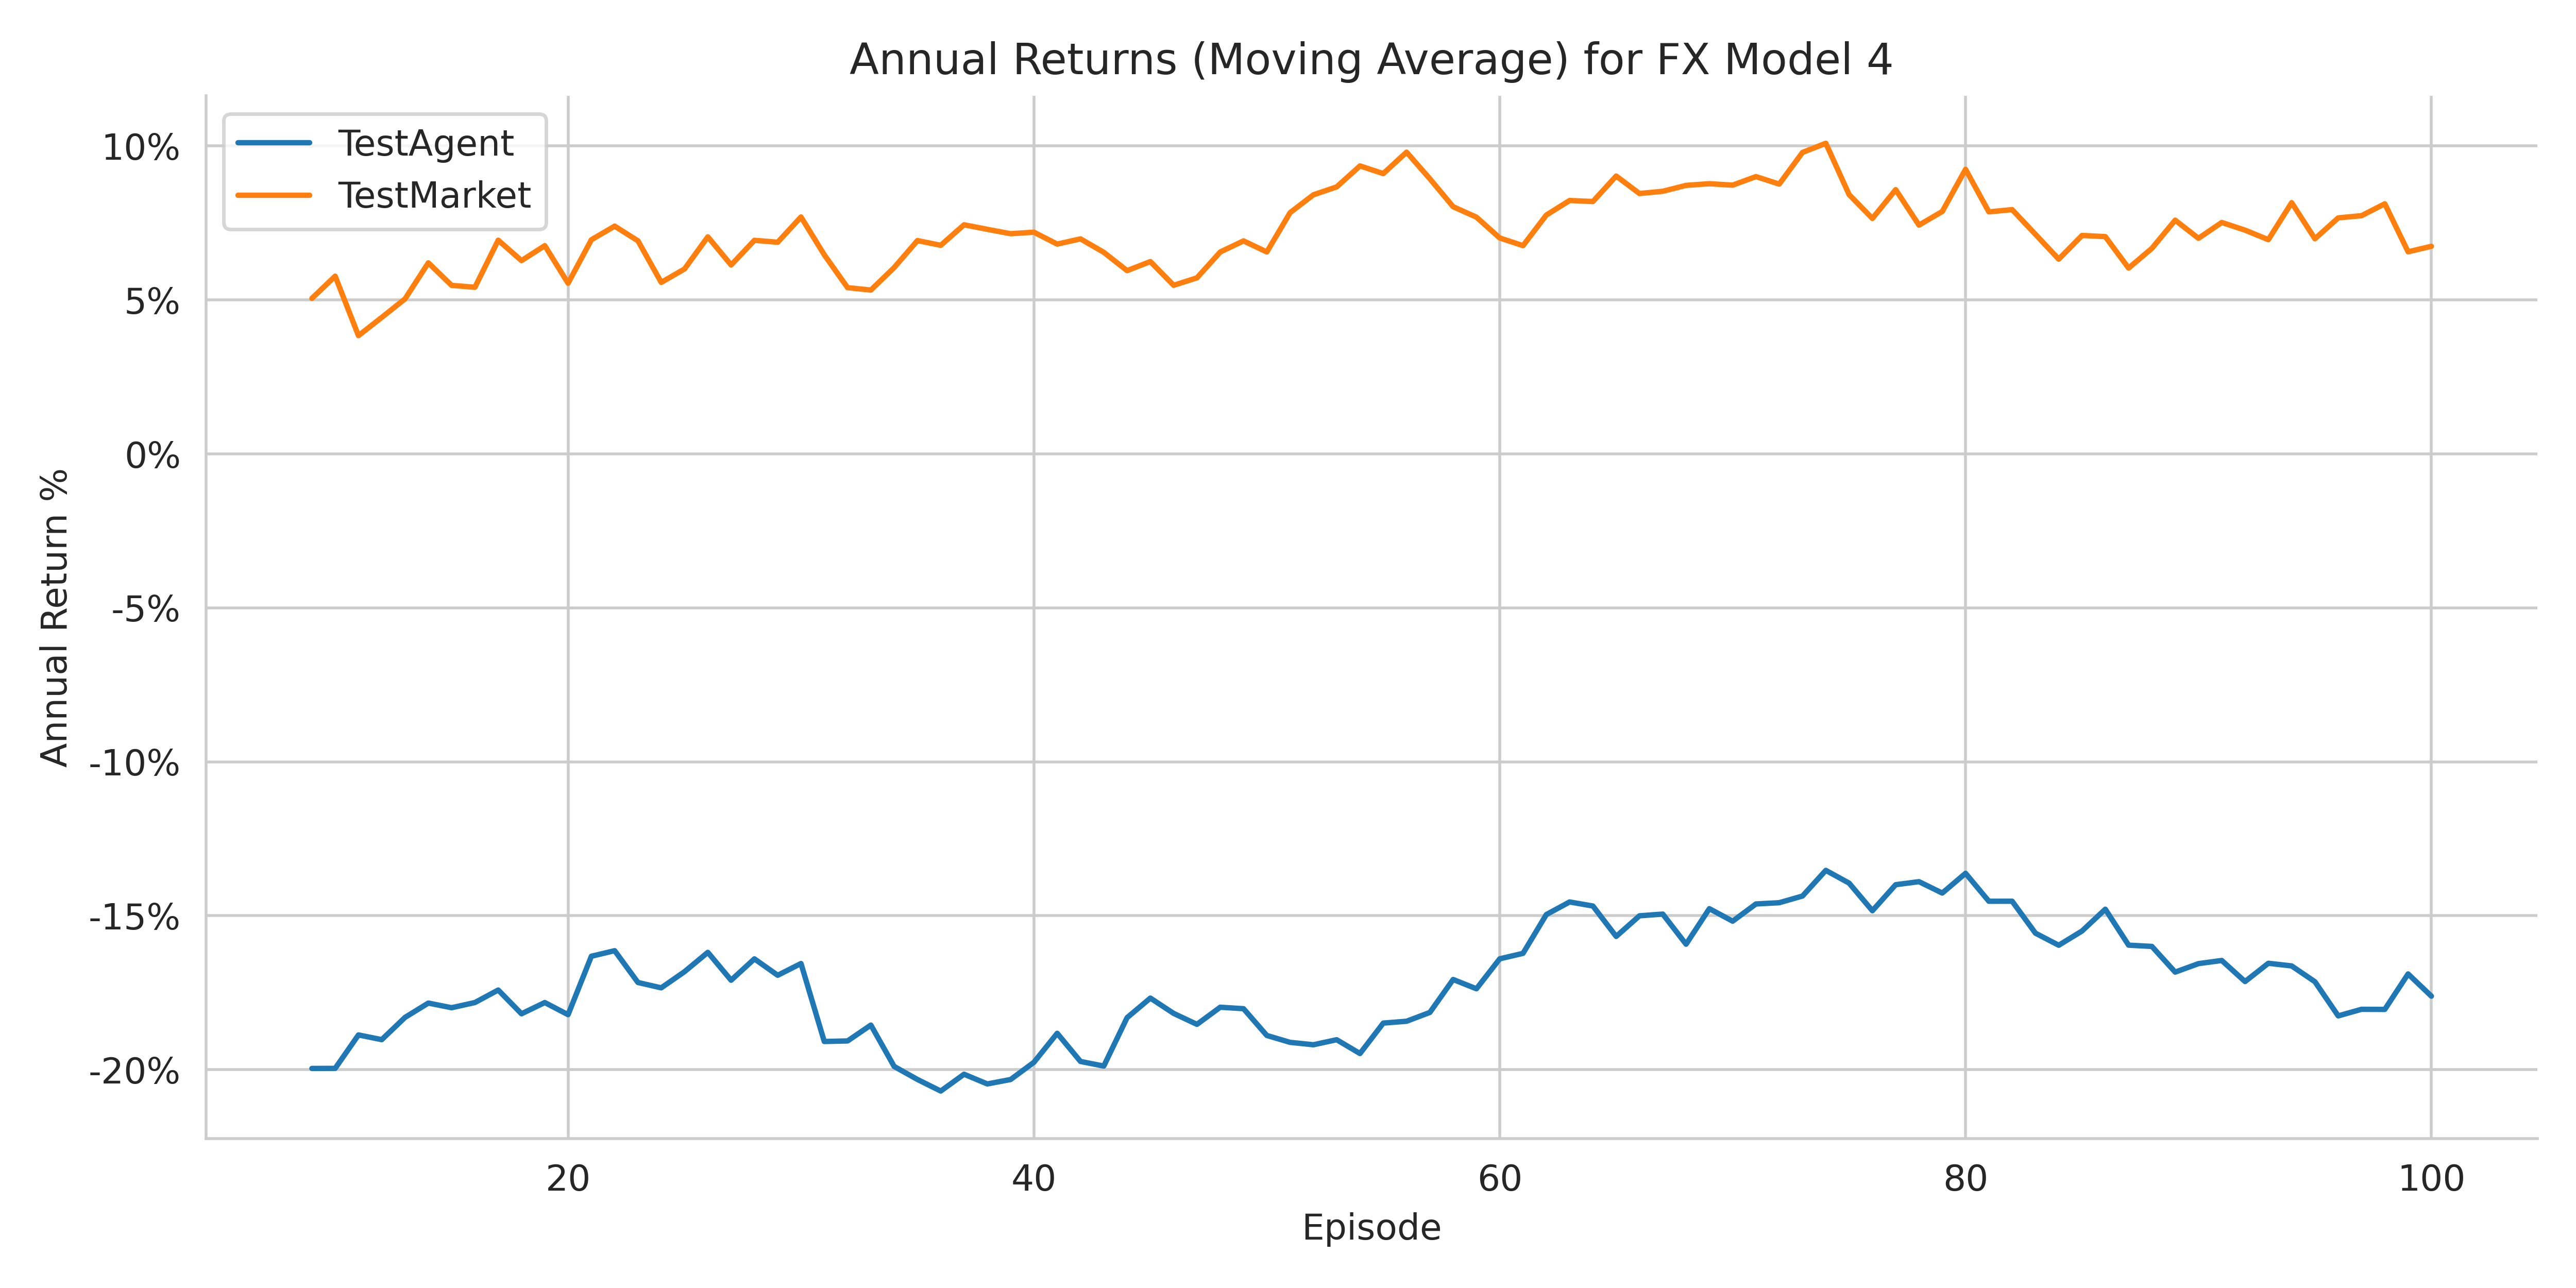 Annual Returns (Moving Average) for FX Model 4
TestAgent
TestMarket
10%
5%
0%
-5%
-10%
-15%
-20%
Annual Return %
20
40
60
80
100
Episode